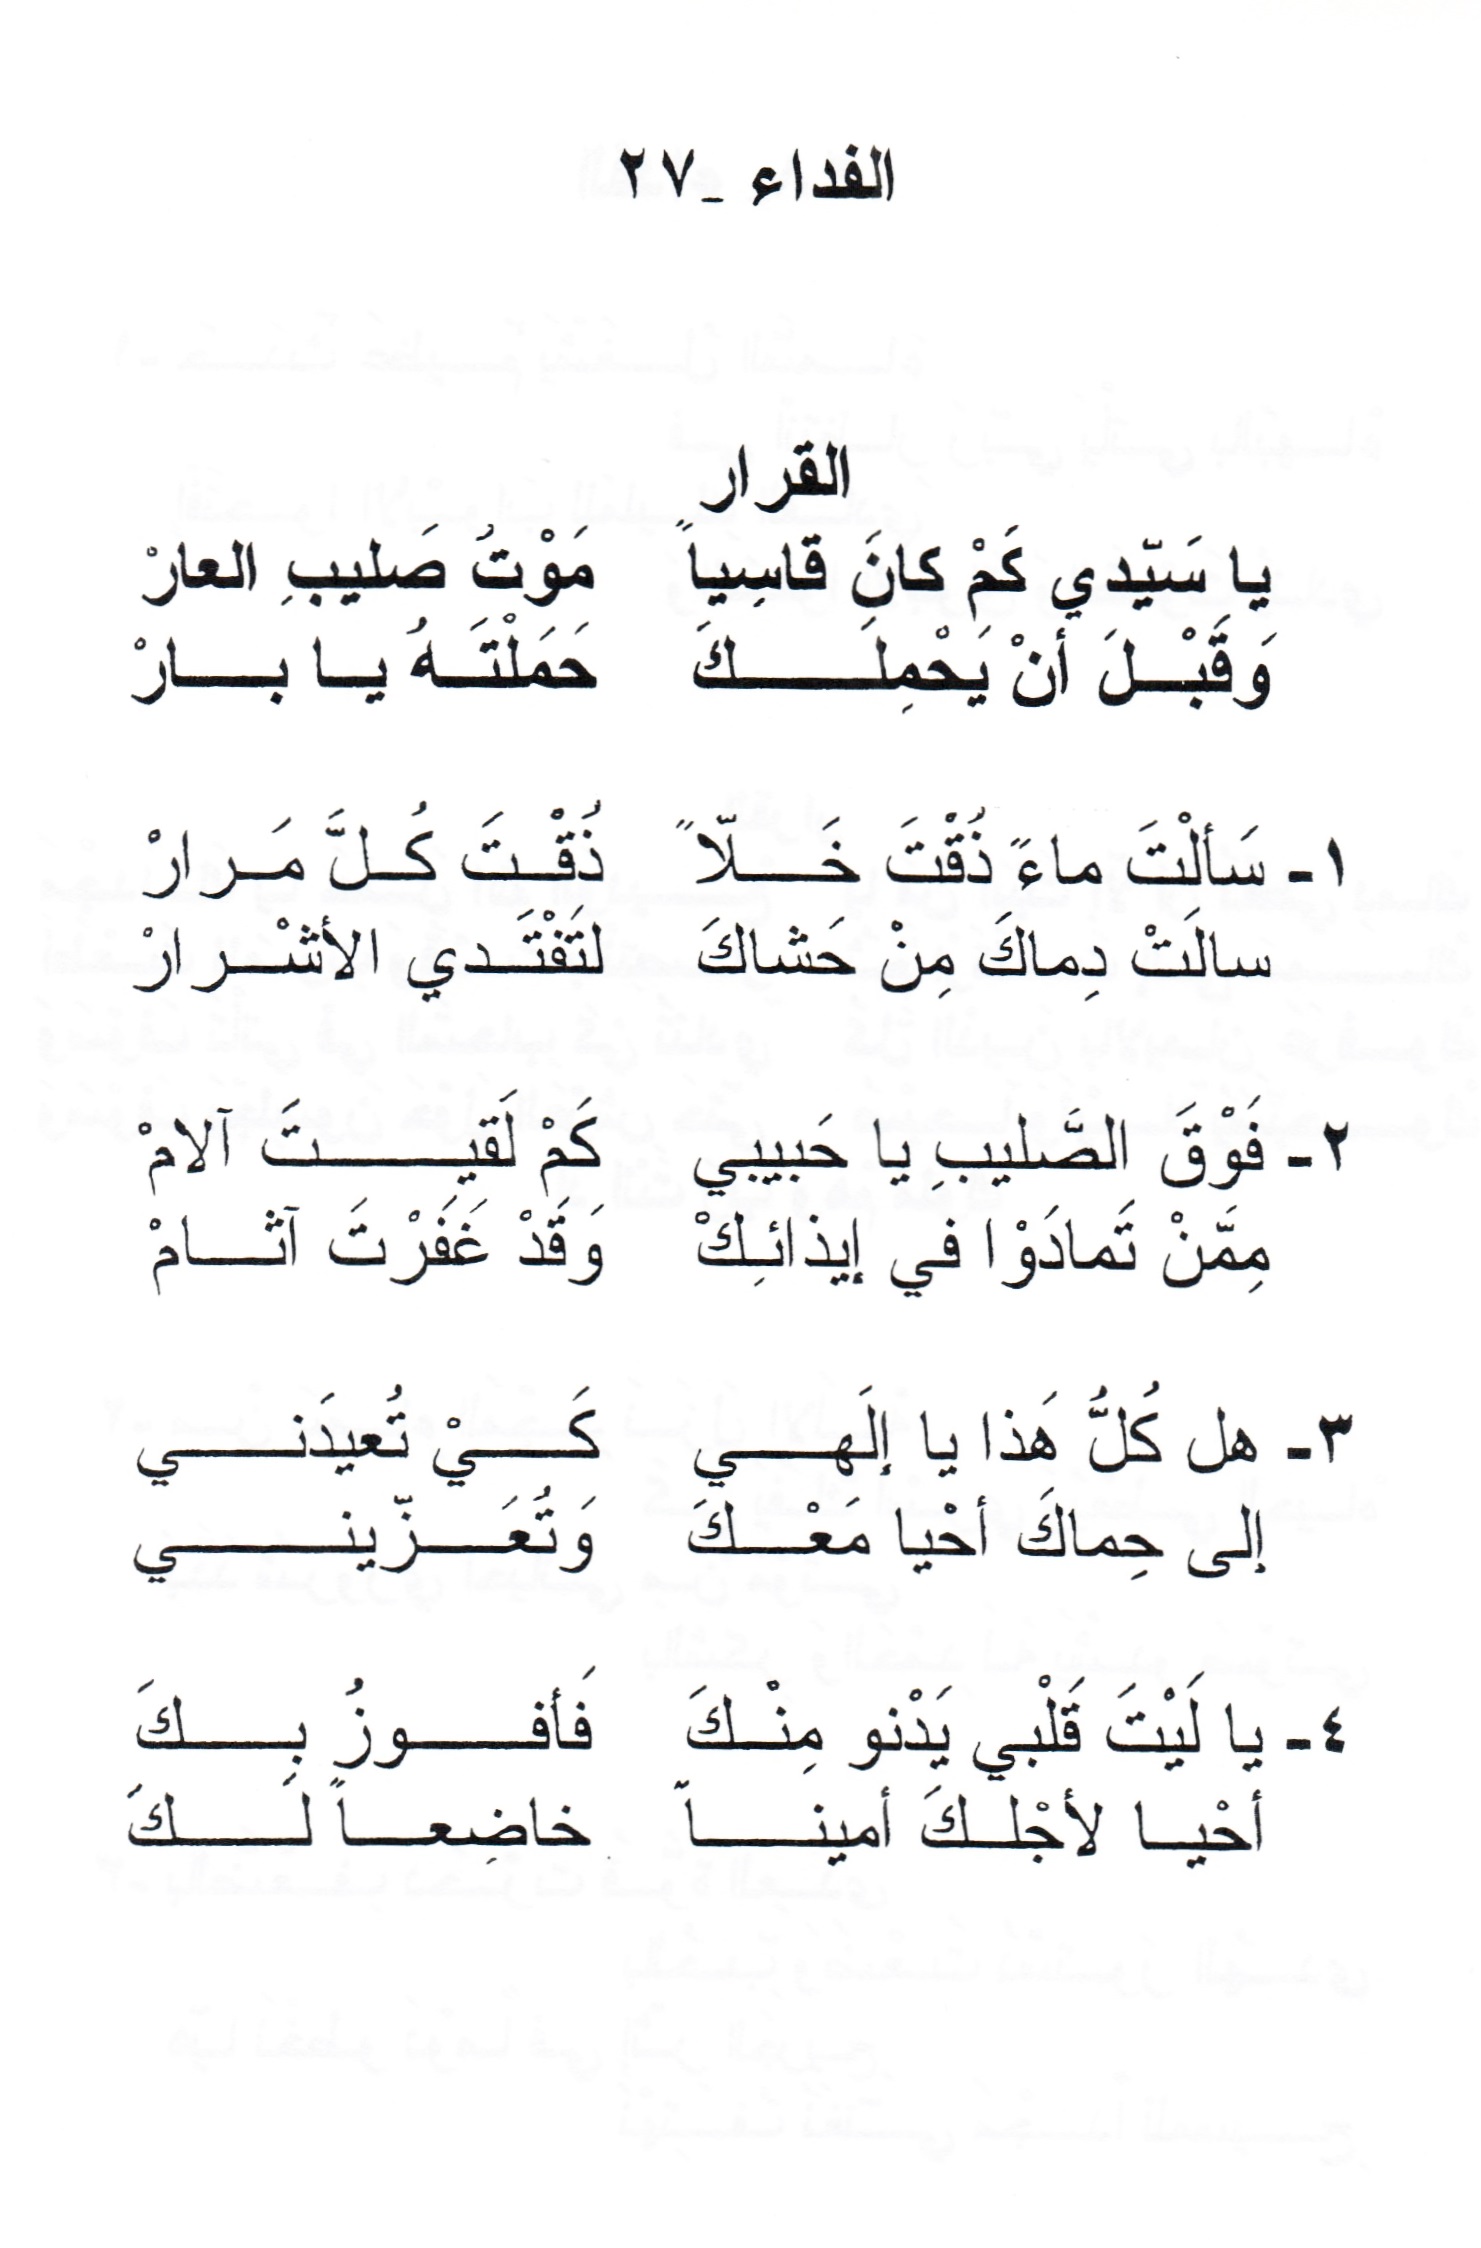 الفداء ـ ٢٧
القرار
يا سَيّدي كَمْ كانَ قاسِياً مَوْتُ صَليبِ العارْ
وَقَبْلَ أنْ يَحْمِلَكَ حَمَلْتَهُ يا بارْ
١ـ سَألْتَ ماءً ذُقْتَ خَلّاً ذُقْتَ كُلَّ مَرارْ
سالَتْ دِماكَ مِنْ حَشاكَ لتَفْتَدي الأشْرارْ
٢ـ فَوْقَ الصَّليبِ يا حَبيبي كَمْ لَقيتَ آلامْ
مِمَّنْ تَمادَوْا في إيذائِكْ وَقَدْ غَفَرْتَ آثامْ
٣ـ هل كُلُّ هَذا يا إلَهي كَيْ تُعيدَني
إلى حِماكَ أحْيا مَعْكَ وَتُعَزّيني
٤ـ يا لَيْتَ قَلْبي يَدْنو مِنْكَ فَأفوزُ بِكَ
أحْيا لأجْلكَ أميناً خاضِعاً لَكَ